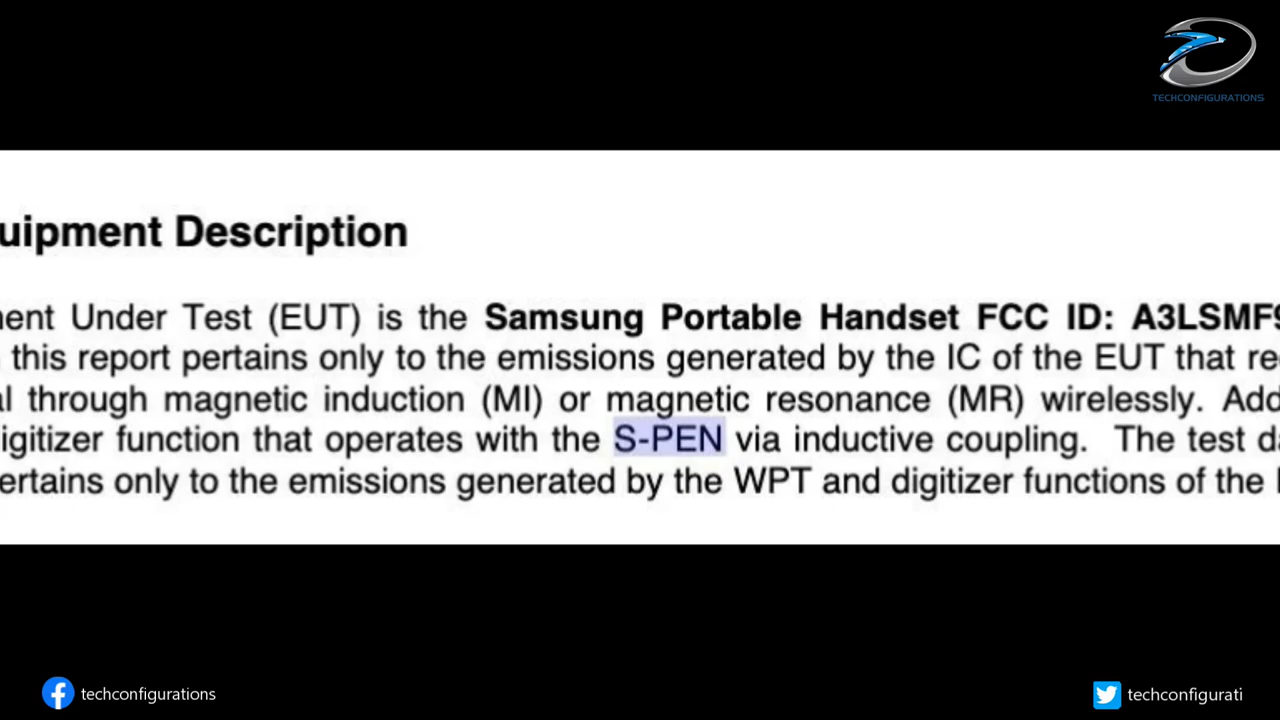 TECHCONFIGURATIONS
uipment Description
ent Under Test (EUT) is the Samsung Portable Handset FCC ID: A3LSMF9
this report pertains only to the emissions generated by the IC of the EUT that re
l through magnetic induction (MI) or magnetic resonance (MR) wirelessly. Add
igitizer function that operates with the S-PEN via inductive coupling. The test da
ertains only to the emissions generated by the WPT and digitizer functions of the
techconfigurations
techconfigurati